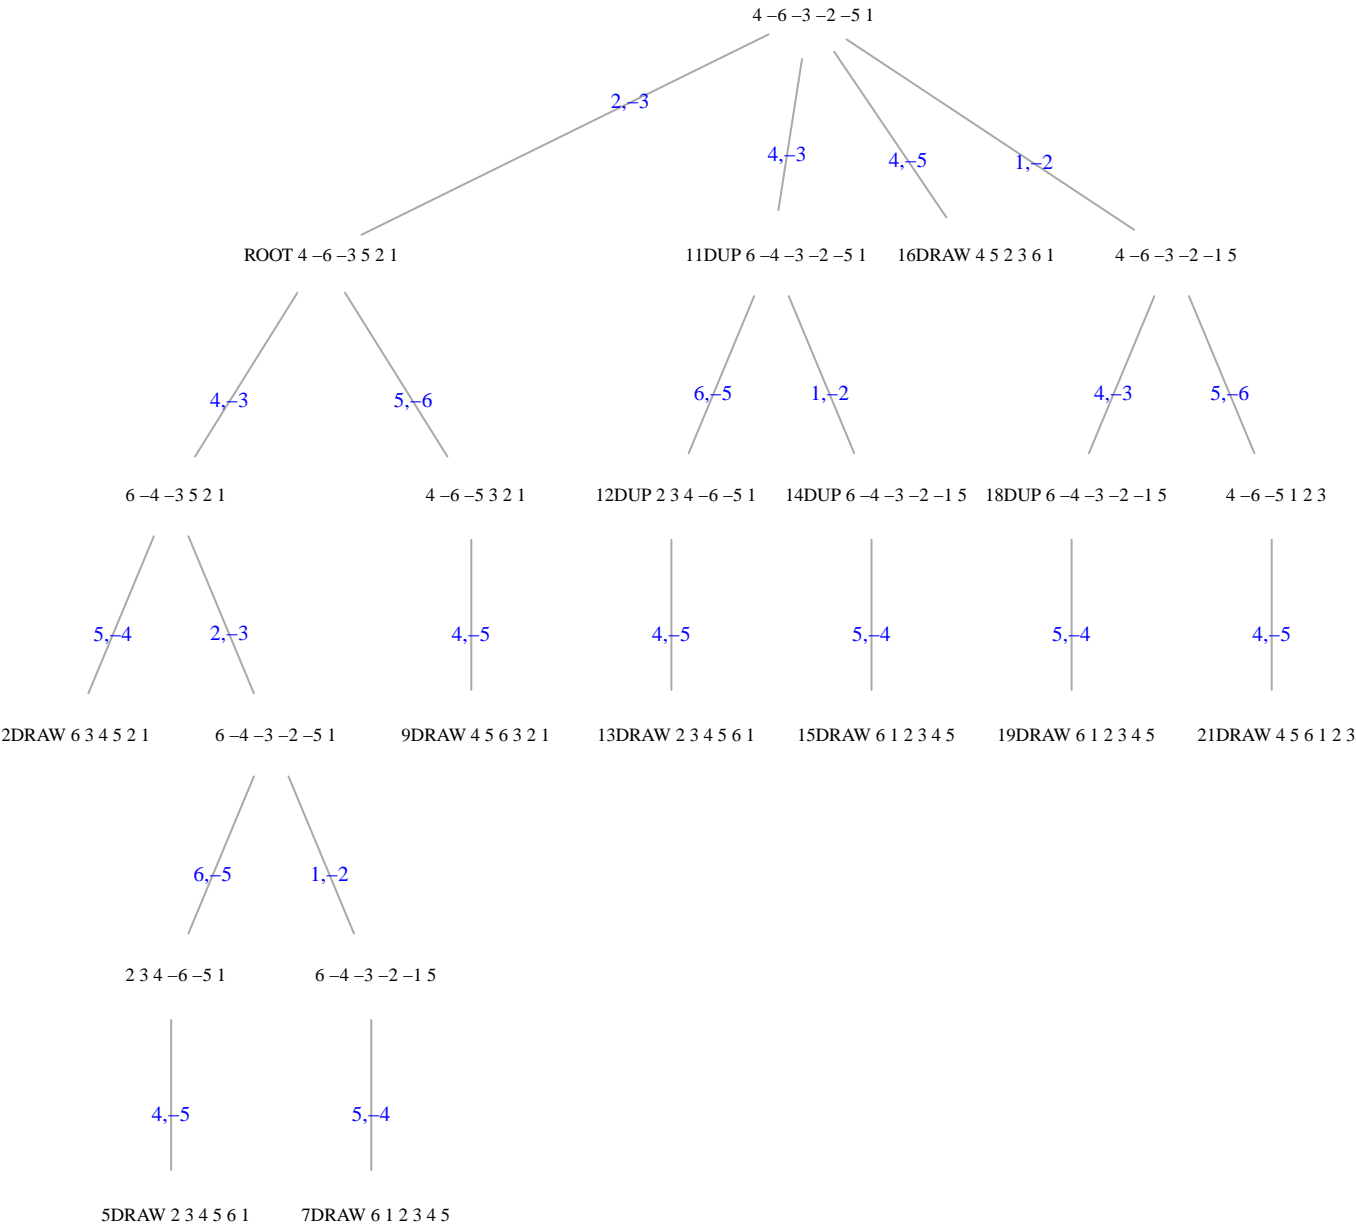 4 –6 –3 –2 –5 1
2,–3
4,–3
4,–5
1,–2
ROOT 4 –6 –3 5 2 1
11DUP 6 –4 –3 –2 –5 1
16DRAW 4 5 2 3 6 1
4 –6 –3 –2 –1 5
4,–3
5,–6
6,–5
1,–2
4,–3
5,–6
6 –4 –3 5 2 1
4 –6 –5 3 2 1
12DUP 2 3 4 –6 –5 1
14DUP 6 –4 –3 –2 –1 5
18DUP 6 –4 –3 –2 –1 5
4 –6 –5 1 2 3
5,–4
2,–3
4,–5
4,–5
5,–4
5,–4
4,–5
2DRAW 6 3 4 5 2 1
6 –4 –3 –2 –5 1
9DRAW 4 5 6 3 2 1
13DRAW 2 3 4 5 6 1
15DRAW 6 1 2 3 4 5
19DRAW 6 1 2 3 4 5
21DRAW 4 5 6 1 2 3
6,–5
1,–2
2 3 4 –6 –5 1
6 –4 –3 –2 –1 5
4,–5
5,–4
5DRAW 2 3 4 5 6 1
7DRAW 6 1 2 3 4 5